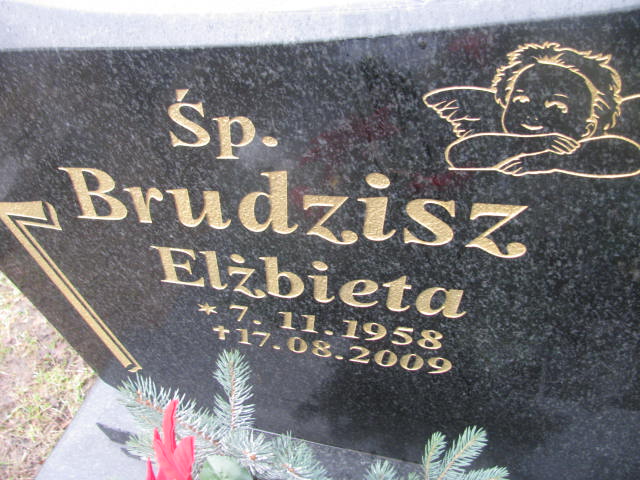 Śp.
Brudzisz
Elżbieta
* 7. 11. 1958
†17.08.2009